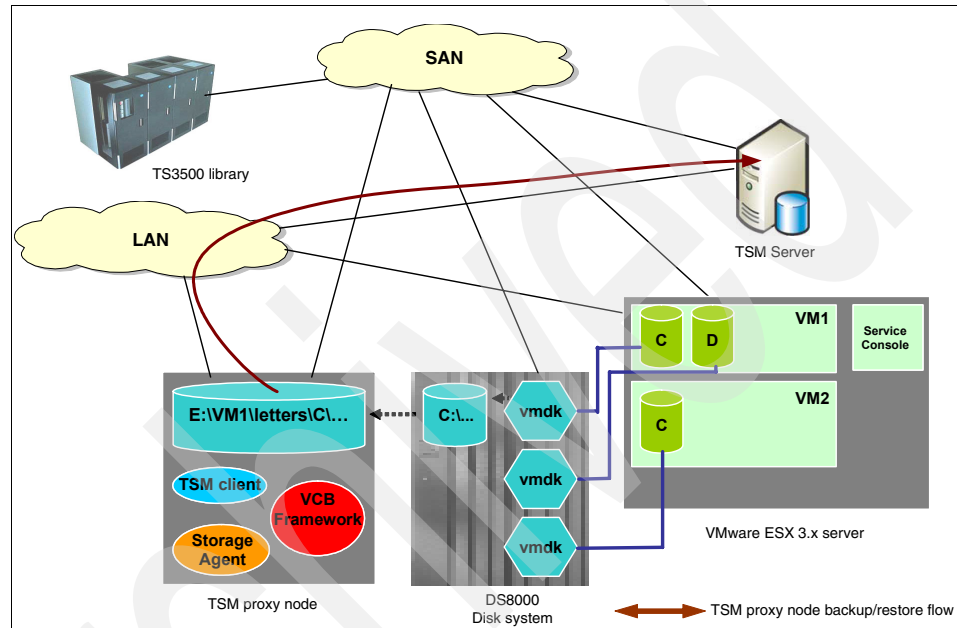 SAN
TS3500 library
LAN
TSM Server
VM1
C
D
Service
Console
VM2
C
E:\VM1\letters\C\...
C:\...
vmdk
vmdk
vmdk
TSM client
VCB
Framework
Storage
Agent
VMware ESX 3.x server
TSM proxy node
DS8000
Disk system
TSM proxy node backup/restore flow